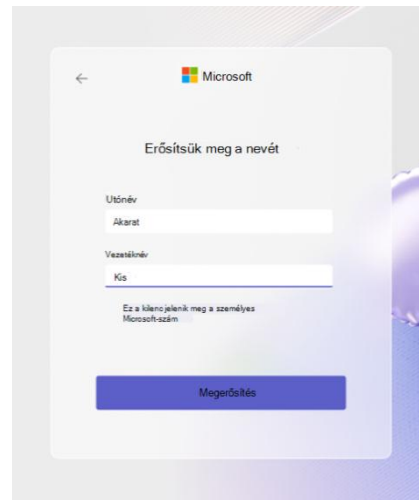 Microsoft
Erősítsük meg a nevét
Utónév
Akarat
Vezetéknév
Kis
Ez a kilenc jelenik meg a személyes
Microsoft-szám
Megerősítés